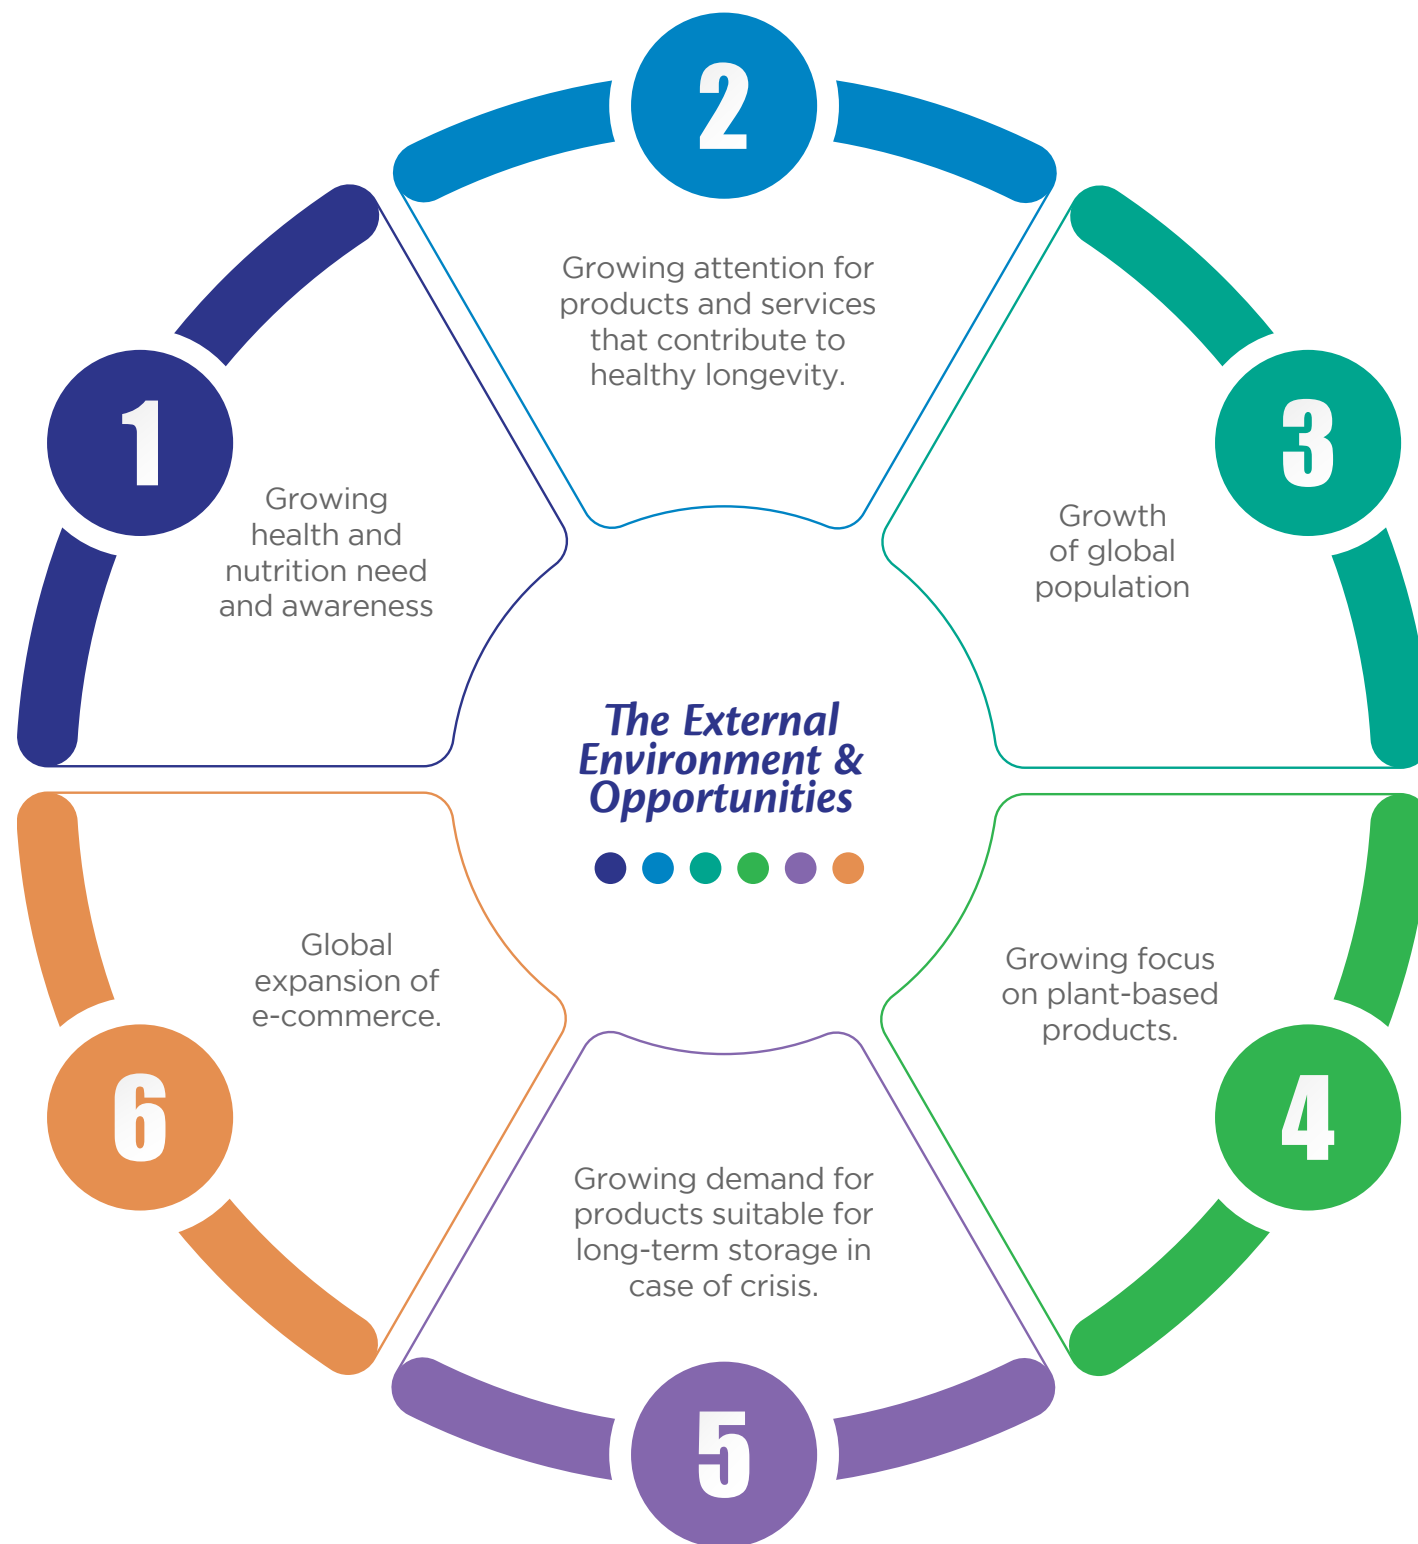 2
Growing attention for
products and services
that contribute to
healthy longevity.
1
Growing
health and
nutrition need
and awareness
3
Growth
of global
population
The External
Environment &
Opportunities
6
Global
expansion of
e-commerce.
4
Growing focus
on plant-based
products.
5
Growing demand for
products suitable for
long-term storage in
case of crisis.